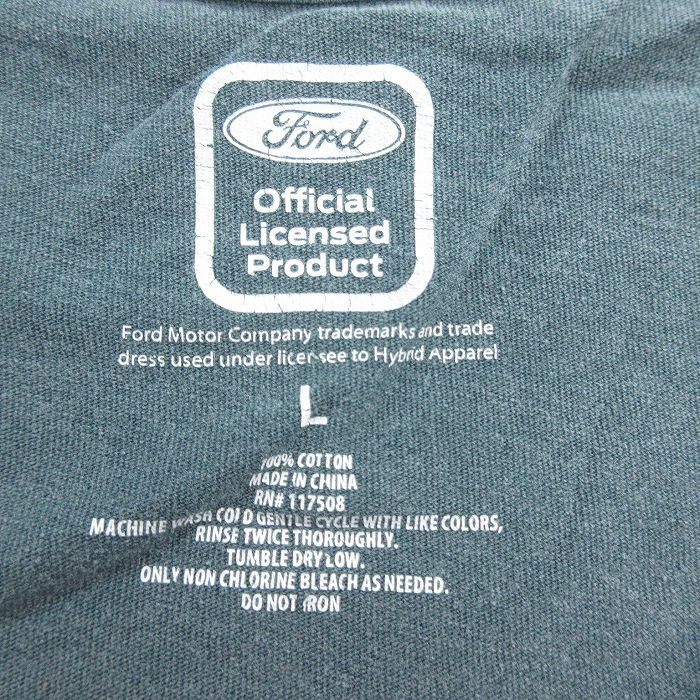 Ford
Official
Licensed
Product
Ford Motor Company trademarks and trade
dress used under licensee to Hybrid Apparel
L
100% COTTON
MADE IN CHINA
RN# 117508
MACHINE WASH COLD GENTLE CYCLE WITH LIKE COLORS,
RINSE TWICE THOROUGHLY.
TUMBLE DRY LOW.
ONLY NON CHLORINE BLEACH AS NEEDED.
DO NOT IRON